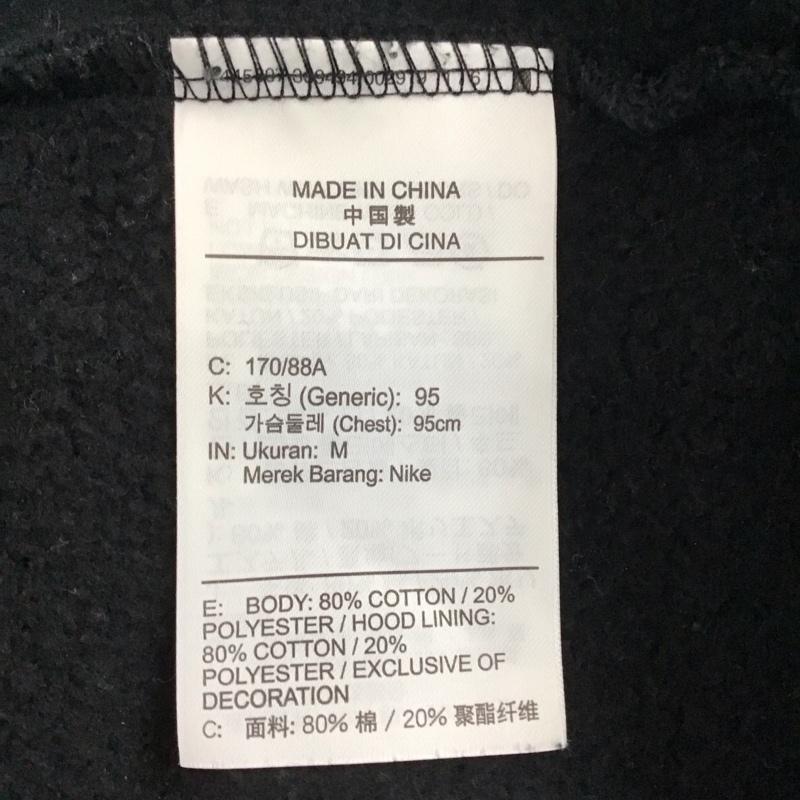 MADE IN CHINA
中国製
DIBUAT DI CINA
C: 170/88A
K: 호칭 (Generic): 95
가슴둘레 (Chest): 95cm
IN: Ukuran: M
Merek Barang: Nike
E: BODY: 80% COTTON / 20%
POLYESTER / HOOD LINING:
80% COTTON / 20%
POLYESTER / EXCLUSIVE OF
DECORATION
C: 面料: 80% 棉 / 20% 聚酯纤维